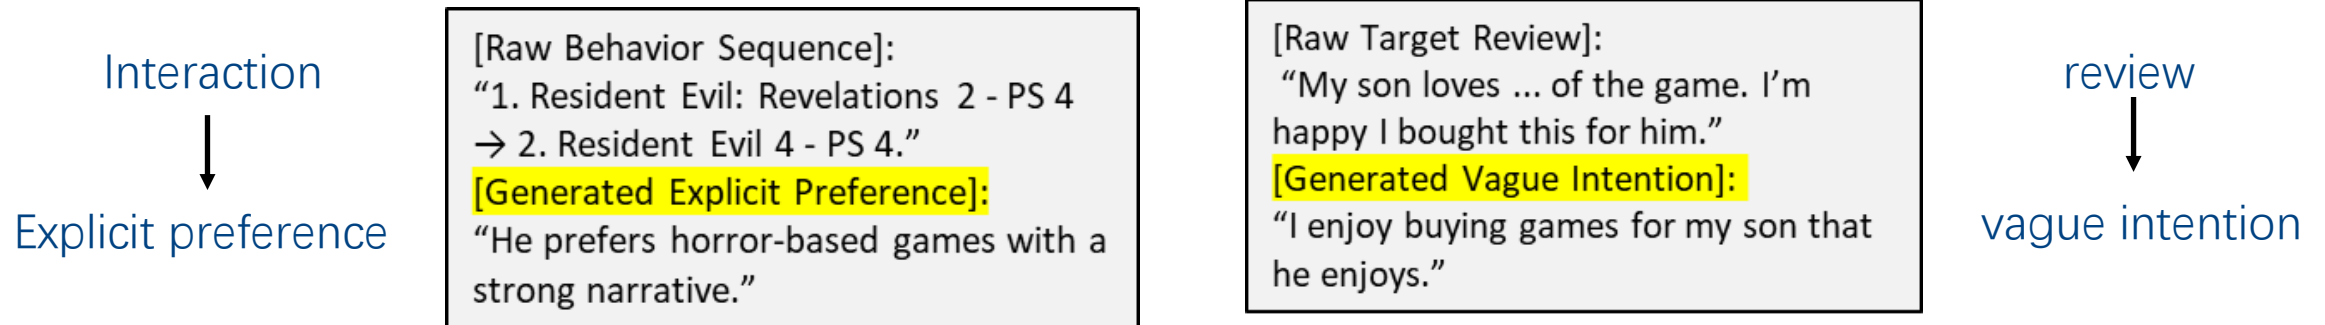 Interaction
Explicit preference
[Raw Behavior Sequence]:
“1. Resident Evil: Revelations 2 - PS 4
→ 2. Resident Evil 4 - PS 4.”
[Generated Explicit Preference]:
“He prefers horror-based games with a
strong narrative.”
[Raw Target Review]:
“My son loves ... of the game. I’m
happy I bought this for him.”
[Generated Vague Intention]:
“I enjoy buying games for my son that
he enjoys.”
review
vague intention